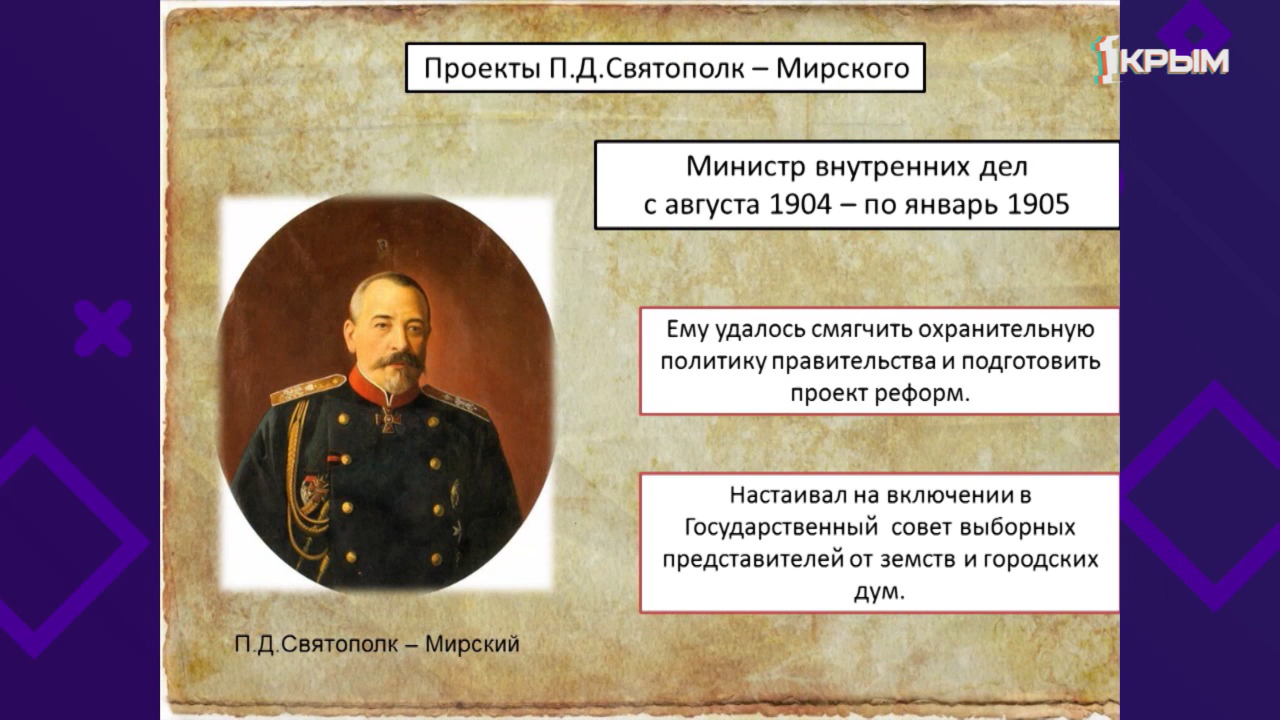 Проекты П.Д.Святополк – Мирского
1КРЫМ
Министр внутренних дел
с августа 1904 – по январь 1905
Ему удалось смягчить охранительную
политику правительства и подготовить
проект реформ.
Настаивал на включении в
Государственный совет выборных
представителей от земств и городских
дум.
П.Д.Святополк – Мирский